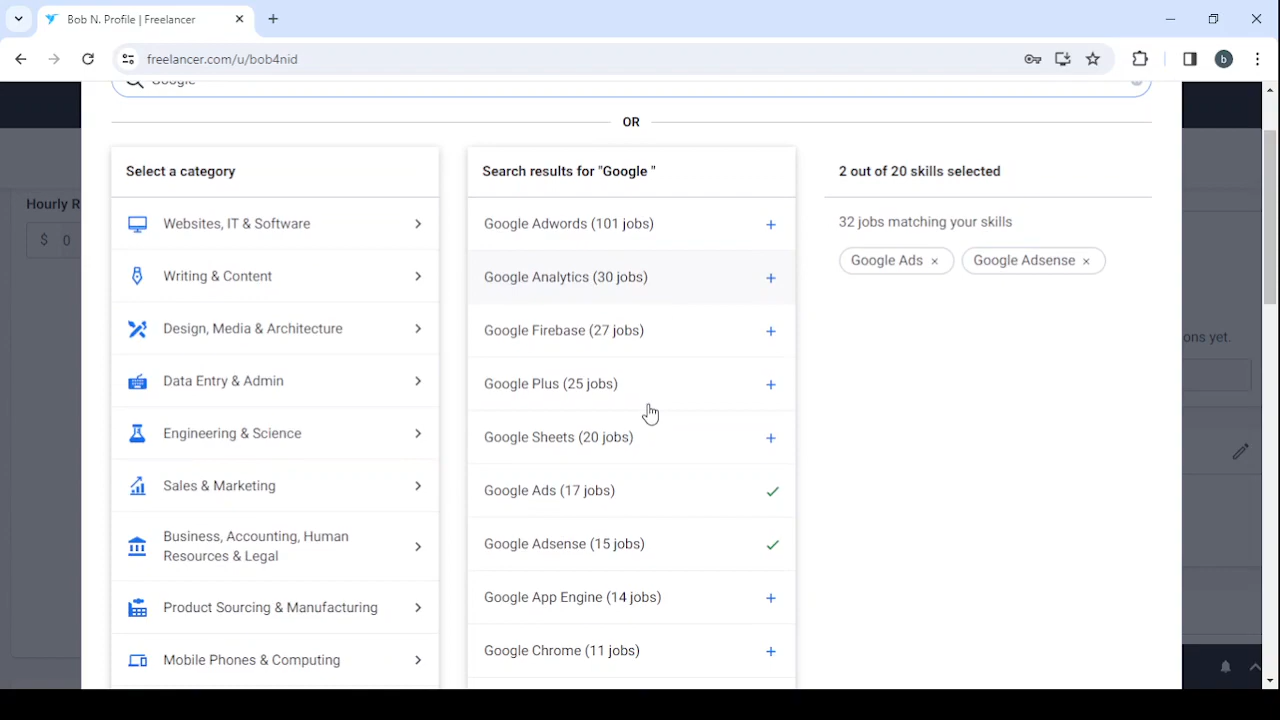 Bob N. Profile | Freelancer
freelancer.com/u/bob4nid
b
Google
OR
Select a category
Websites, IT & Software
Writing & Content
Design, Media & Architecture
Data Entry & Admin
Engineering & Science
Sales & Marketing
Business, Accounting, Human
Resources & Legal
Product Sourcing & Manufacturing
Mobile Phones & Computing
Search results for "Google "
Google Adwords (101 jobs)
Google Analytics (30 jobs)
Google Firebase (27 jobs)
Google Plus (25 jobs)
Google Sheets (20 jobs)
Google Ads (17 jobs)
Google Adsense (15 jobs)
Google App Engine (14 jobs)
Google Chrome (11 jobs)
2 out of 20 skills selected
32 jobs matching your skills
Google Ads ×
Google Adsense ×
Hourly R
$ 0
ons yet.